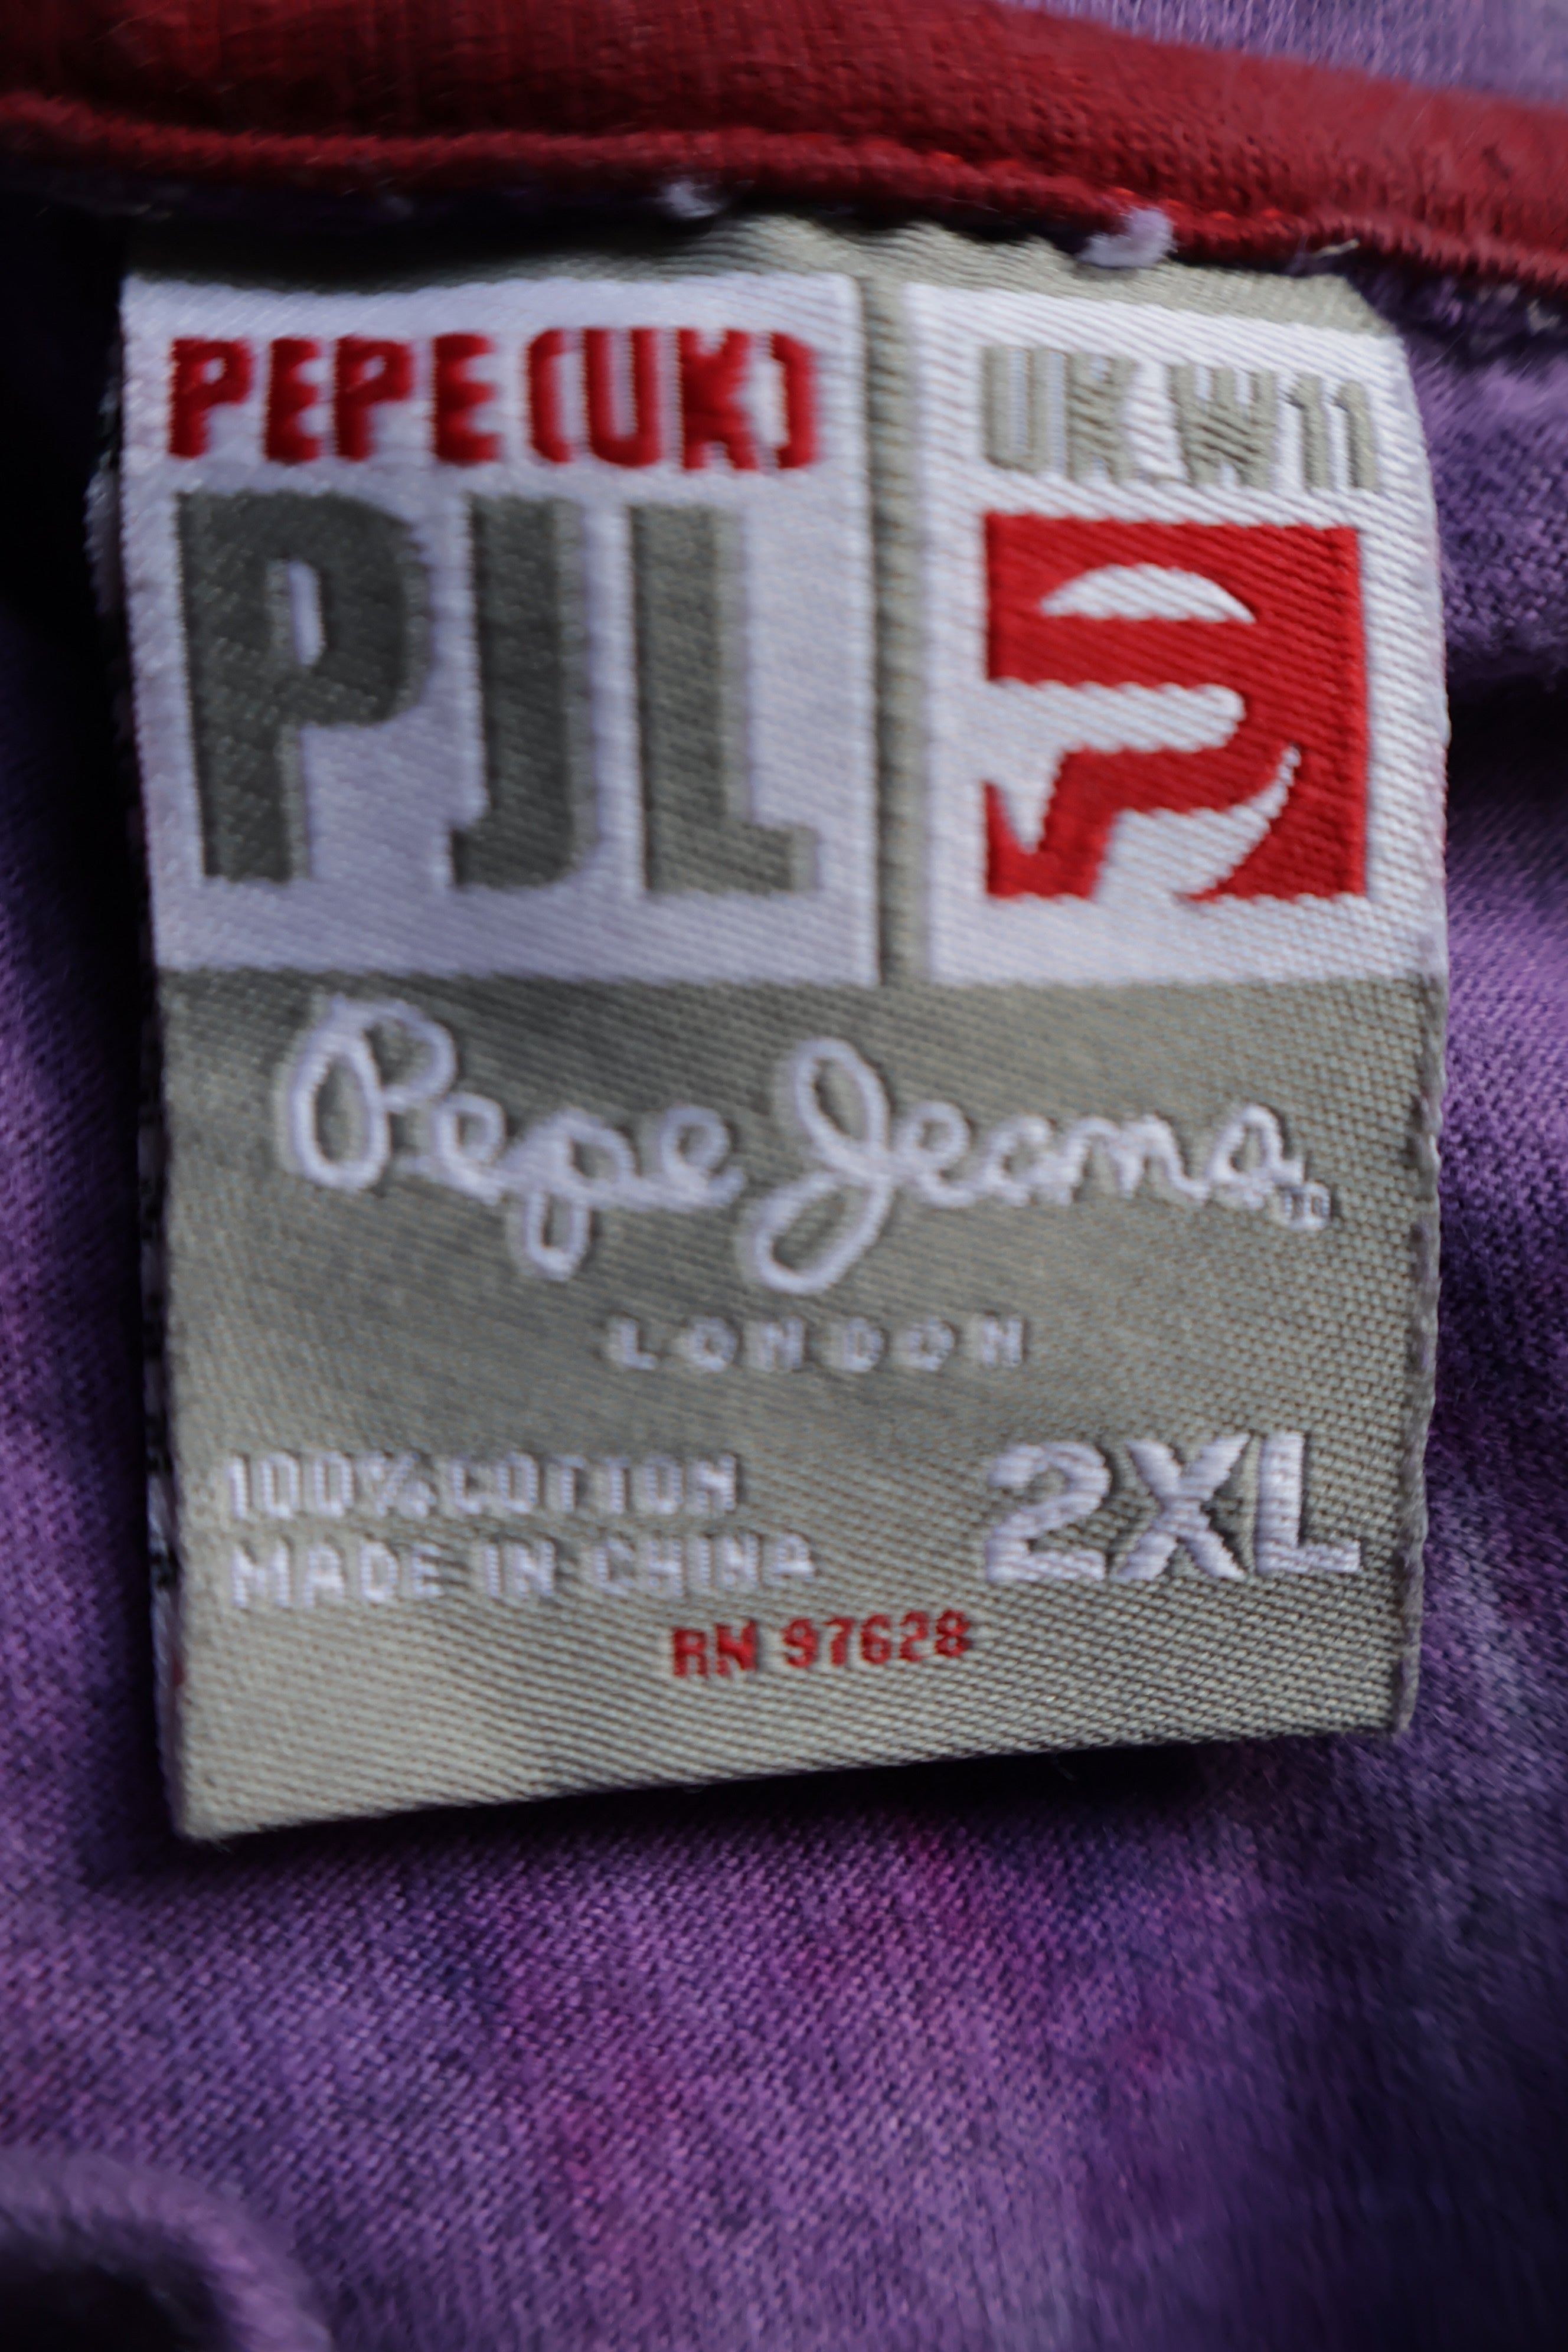 PEPE(UK)
PJL
UK.W11
Pepe Jeans
LONDON
100%COTTON
MADE IN CHINA
2XL
RN 97628